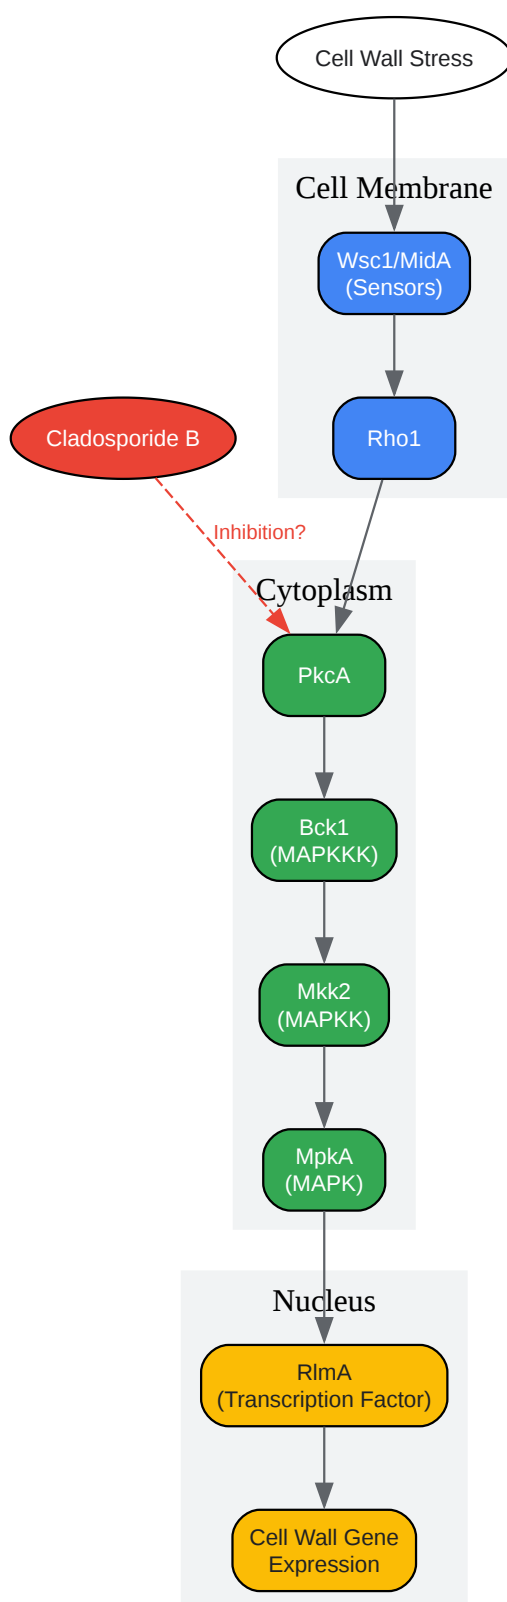 Cell Wall Stress
Cell Membrane
Wsc1/MidA
(Sensors)
Cladosporide B
Rho1
Inhibition?
Cytoplasm
PkcA
Bck1
(MAPKKK)
Mkk2
(MAPKK)
MpkA
(MAPK)
Nucleus
RlmA
(Transcription Factor)
Cell Wall Gene
Expression